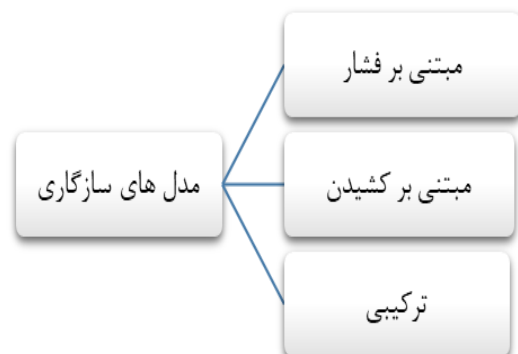 مدل های سازگاری
مبتنی بر فشار
مبتنی بر کشیدن
ترکیبی